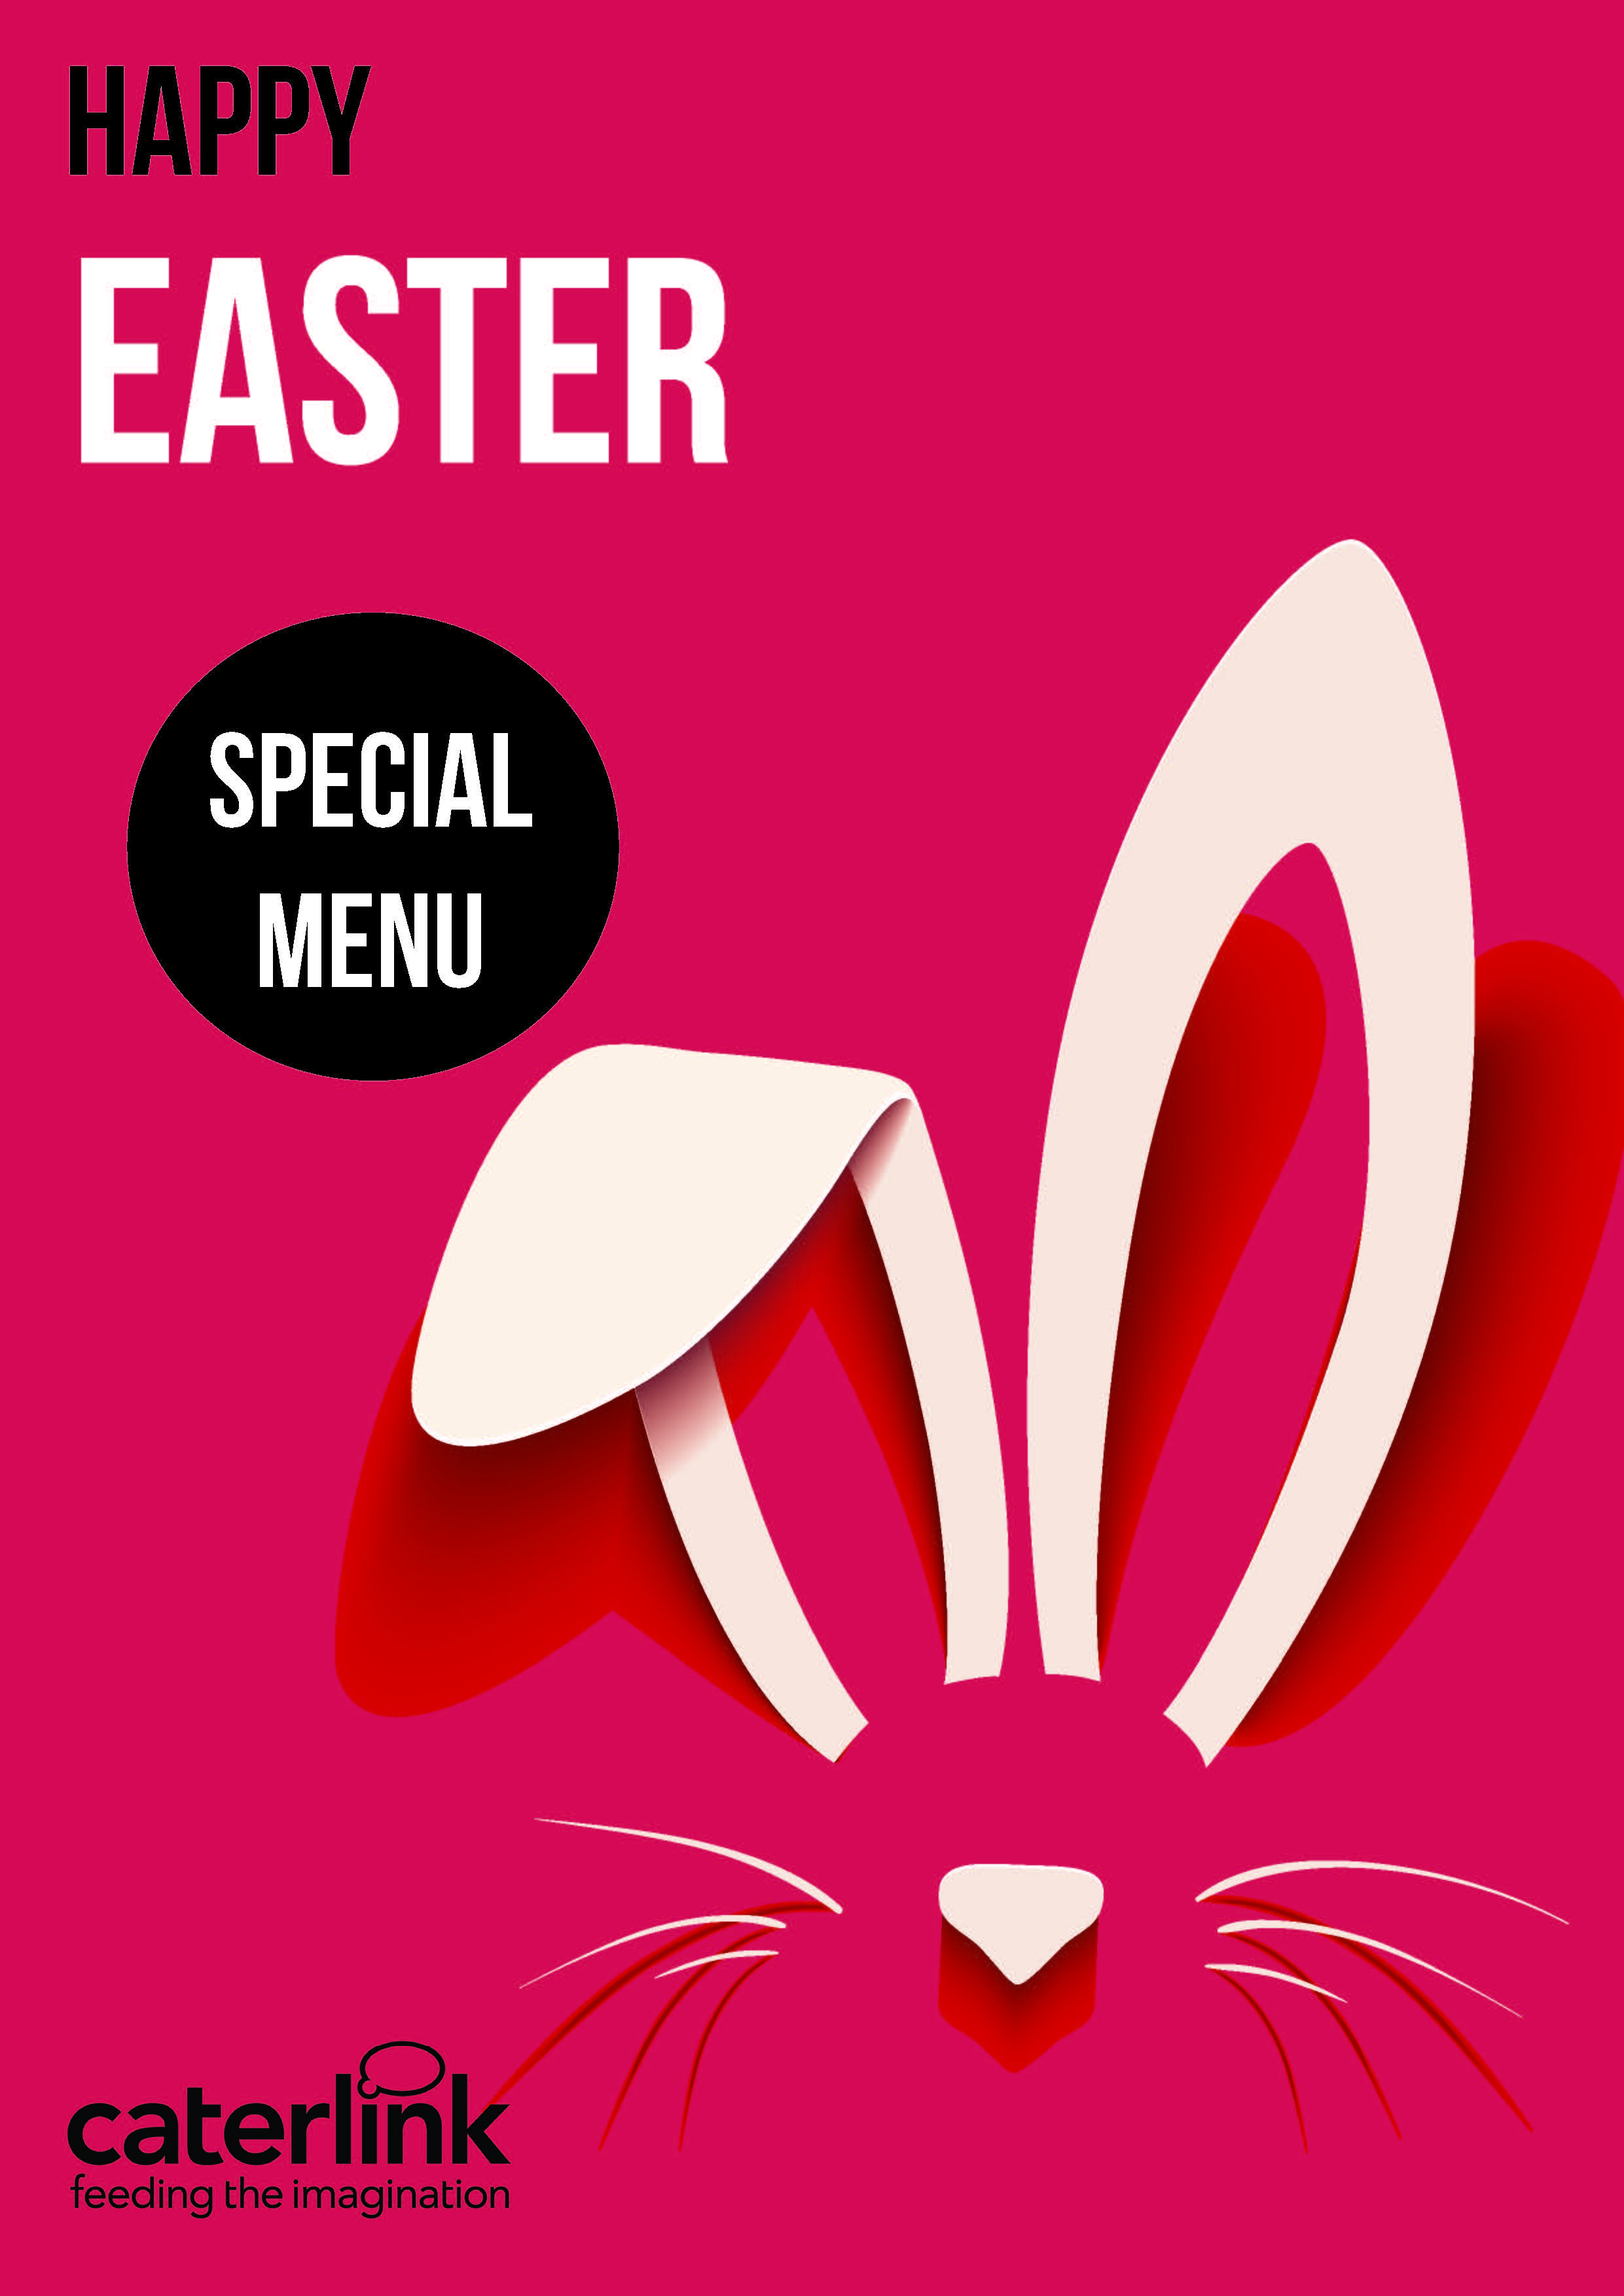 HAPPY
EASTER
SPECIAL
MENU
caterlink
feeding the imagination